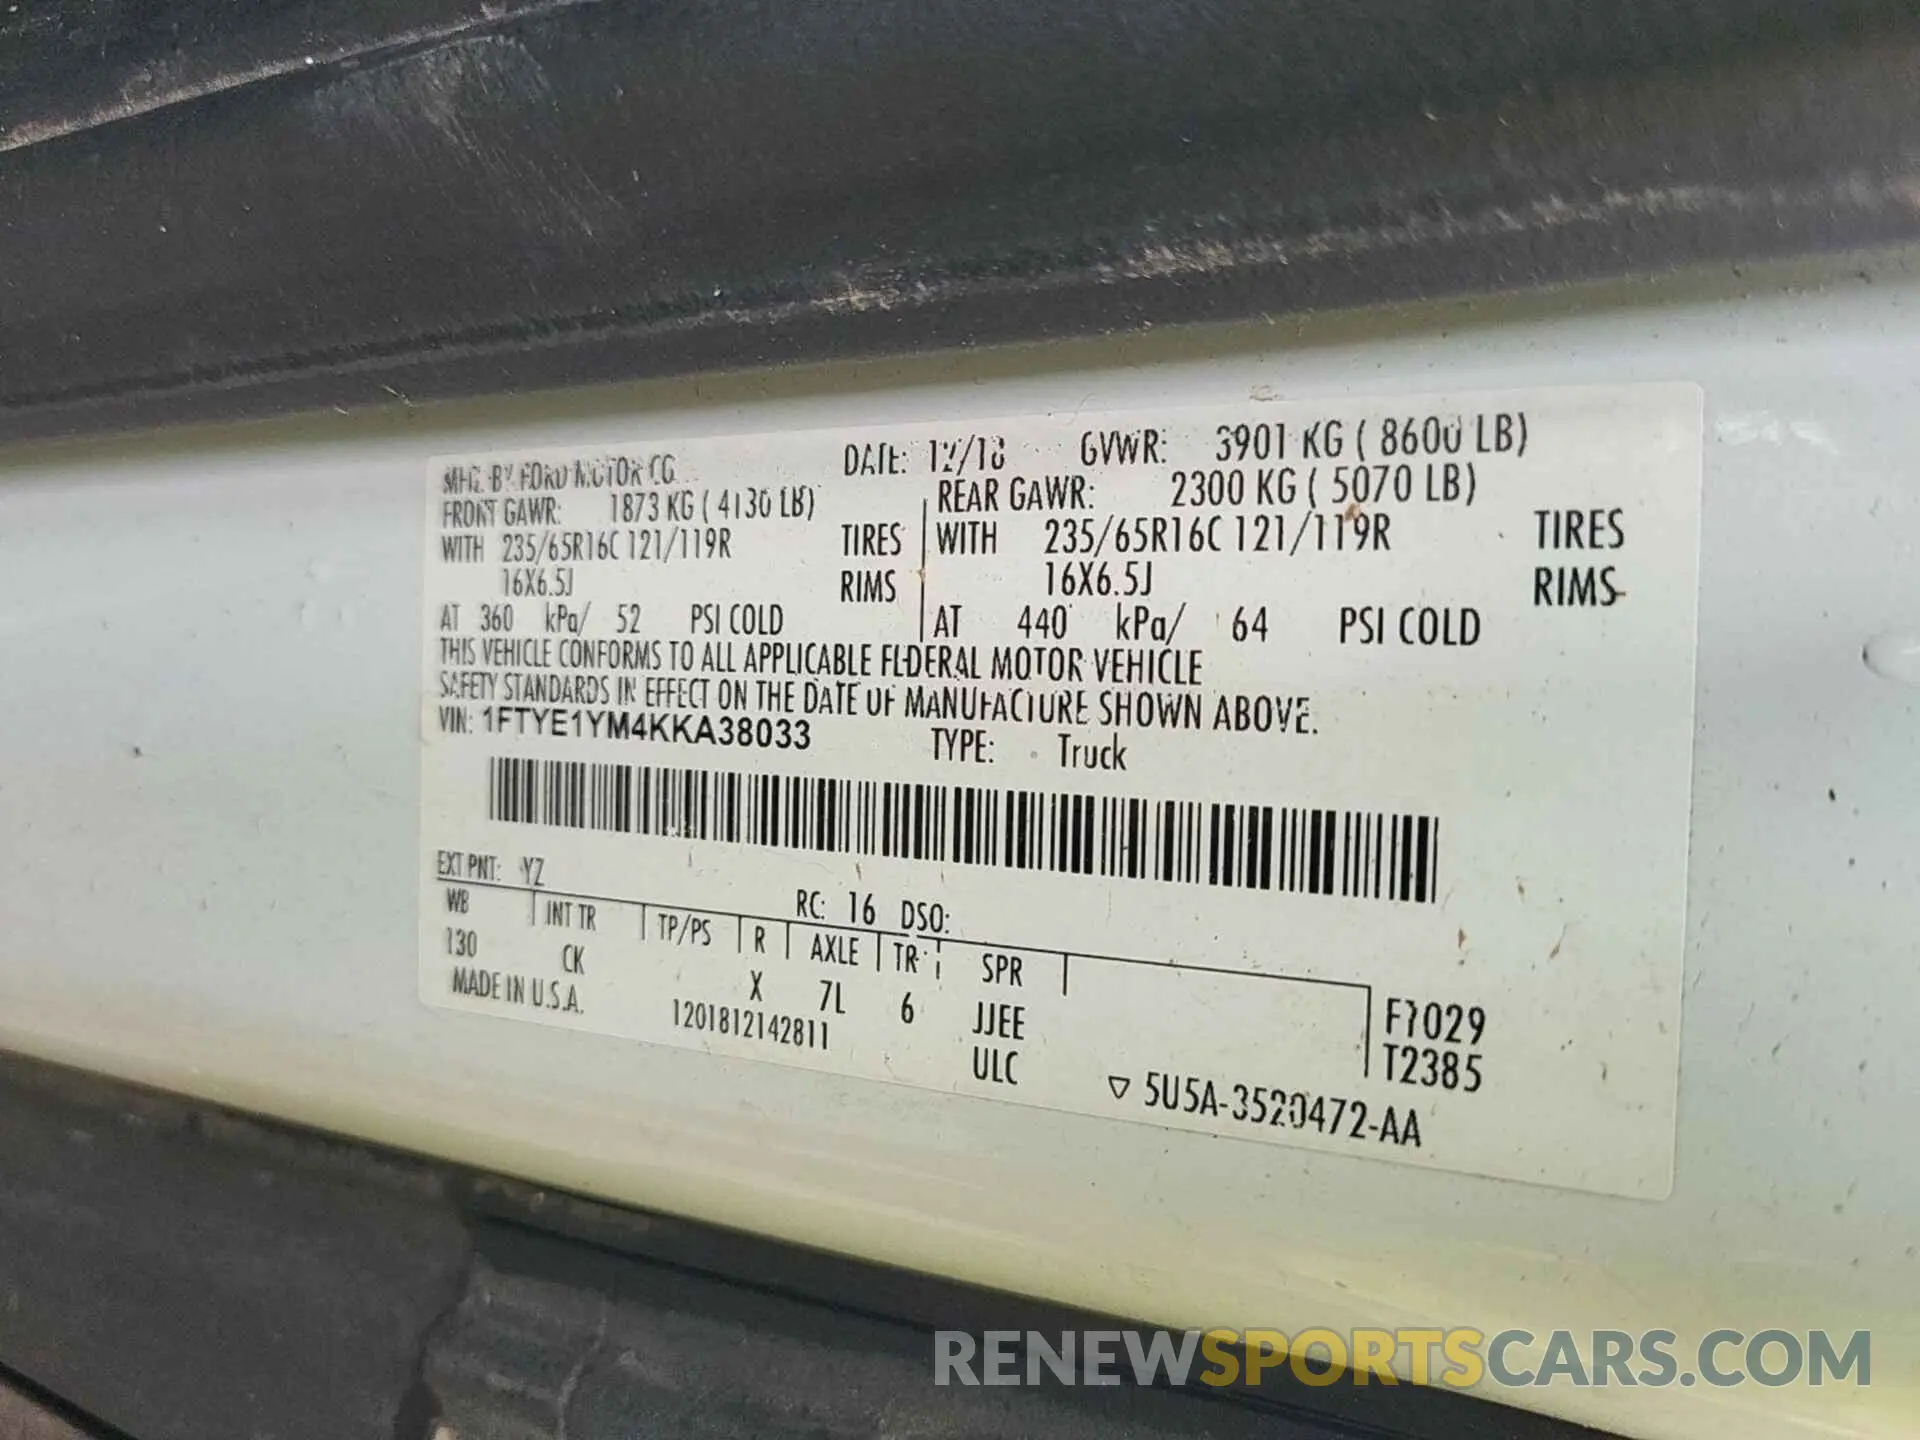 MFG. BY FORD MOTOR CO.
DATE: 12/18 GVWR: 3901 KG ( 8600 LB)
FRONT GAWR: 1873 KG ( 4130 LB)
REAR GAWR: 2300 KG ( 5070 LB)
WITH 235/65R16C 121/119R TIRES
WITH 235/65R16C 121/119R TIRES
16X6.5J RIMS
16X6.5J RIMS
AT 360 kPa/ 52 PSI COLD
AT 440 kPa/ 64 PSI COLD
THIS VEHICLE CONFORMS TO ALL APPLICABLE FEDERAL MOTOR VEHICLE
SAFETY STANDARDS IN EFFECT ON THE DATE OF MANUFACTURE SHOWN ABOVE.
VIN: 1FTYE1YM4KKA38033
TYPE: Truck
EXT PNT: YZ
RC: 16 DSO:
WB INT TR TP/PS R AXLE TR SPR
130 CK X 7L 6 JJEE
F1029
T2385
MADE IN U.S.A.
1201812142811
ULC
5U5A-3520472-AA
RENEWSPORTSCARS.COM